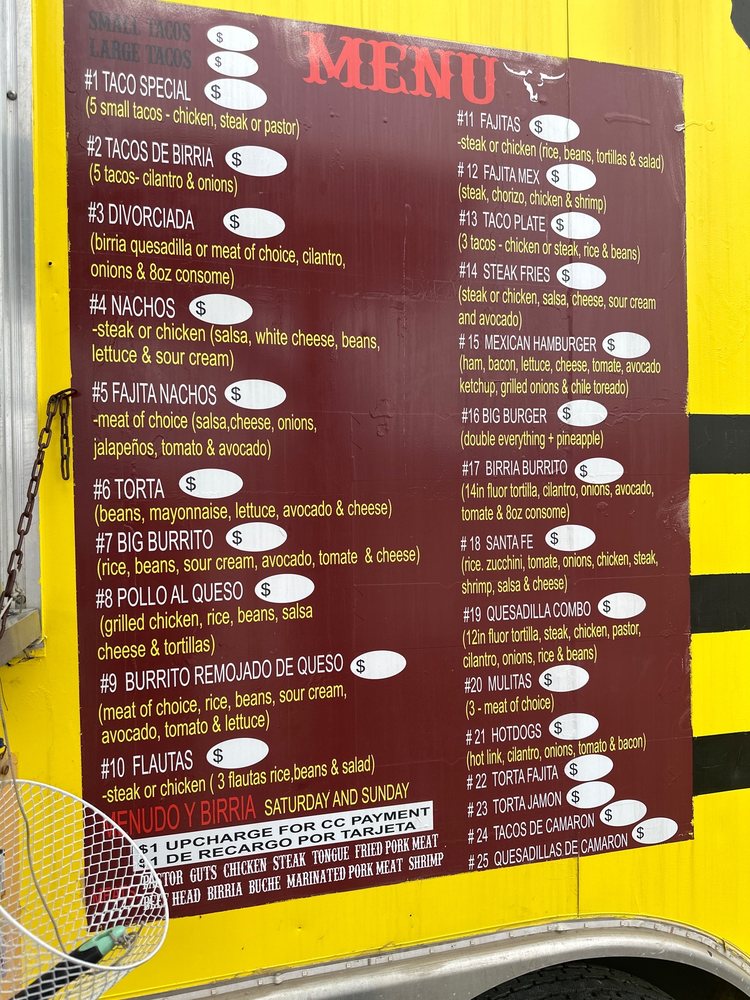 SMALL TACOS $
LARGE TACOS $
MENU
#1 TACO SPECIAL $
(5 small tacos - chicken, steak or pastor)
#2 TACOS DE BIRRIA $
(5 tacos- cilantro & onions)
#3 DIVORCIADA $
(birria quesadilla or meat of choice, cilantro,
onions & 8oz consome)
#4 NACHOS $
-steak or chicken (salsa, white cheese, beans,
lettuce & sour cream)
#5 FAJITA NACHOS $
-meat of choice (salsa,cheese, onions,
jalapeños, tomato & avocado)
#6 TORTA $
(beans, mayonnaise, lettuce, avocado & cheese)
#7 BIG BURRITO $
(rice, beans, sour cream, avocado, tomato & cheese)
#8 POLLO AL QUESO $
(grilled chicken, rice, beans, salsa
cheese & tortillas)
#9 BURRITO REMOJADO DE QUESO $
(meat of choice, rice, beans, sour cream,
avocado, tomato & lettuce)
#10 FLAUTAS $
-steak or chicken ( 3 flautas rice,beans & salad)
MENUDO Y BIRRIA SATURDAY AND SUNDAY
$1 UPCHARGE FOR CC PAYMENT
$1 DE RECARGO POR TARJETA
PASTOR GUTS CHICKEN STEAK TONGUE FRIED PORK MEAT
BEEF HEAD BIRRIA BUCHE MARINATED PORK MEAT SHRIMP
#11 FAJITAS $
-steak or chicken (rice, beans, tortillas & salad)
# 12 FAJITA MEX $
(steak, chorizo, chicken & shrimp)
#13 TACO PLATE $
(3 tacos - chicken or steak, rice & beans)
#14 STEAK FRIES $
(steak or chicken, salsa, cheese, sour cream
and avocado)
# 15 MEXICAN HAMBURGER $
(ham, bacon, lettuce, cheese, tomato, avocado
ketchup, grilled onions & chile toreado)
#16 BIG BURGER $
(double everything + pineapple)
#17 BIRRIA BURRITO $
(14in fluor tortilla, cilantro, onions, avocado,
tomate & 8oz consome)
# 18 SANTA FE $
(rice. zucchini, tomate, onions, chicken, steak,
shrimp, salsa & cheese)
#19 QUESADILLA COMBO $
(12in fluor tortilla, steak, chicken, pastor,
cilantro, onions, rice & beans)
#20 MULITAS $
(3 - meat of choice)
# 21 HOTDOGS $
(hot link, cilantro, onions, tomato & bacon)
# 22 TORTA FAJITA $
# 23 TORTA JAMON $
# 24 TACOS DE CAMARON $
# 25 QUESADILLAS DE CAMARON $